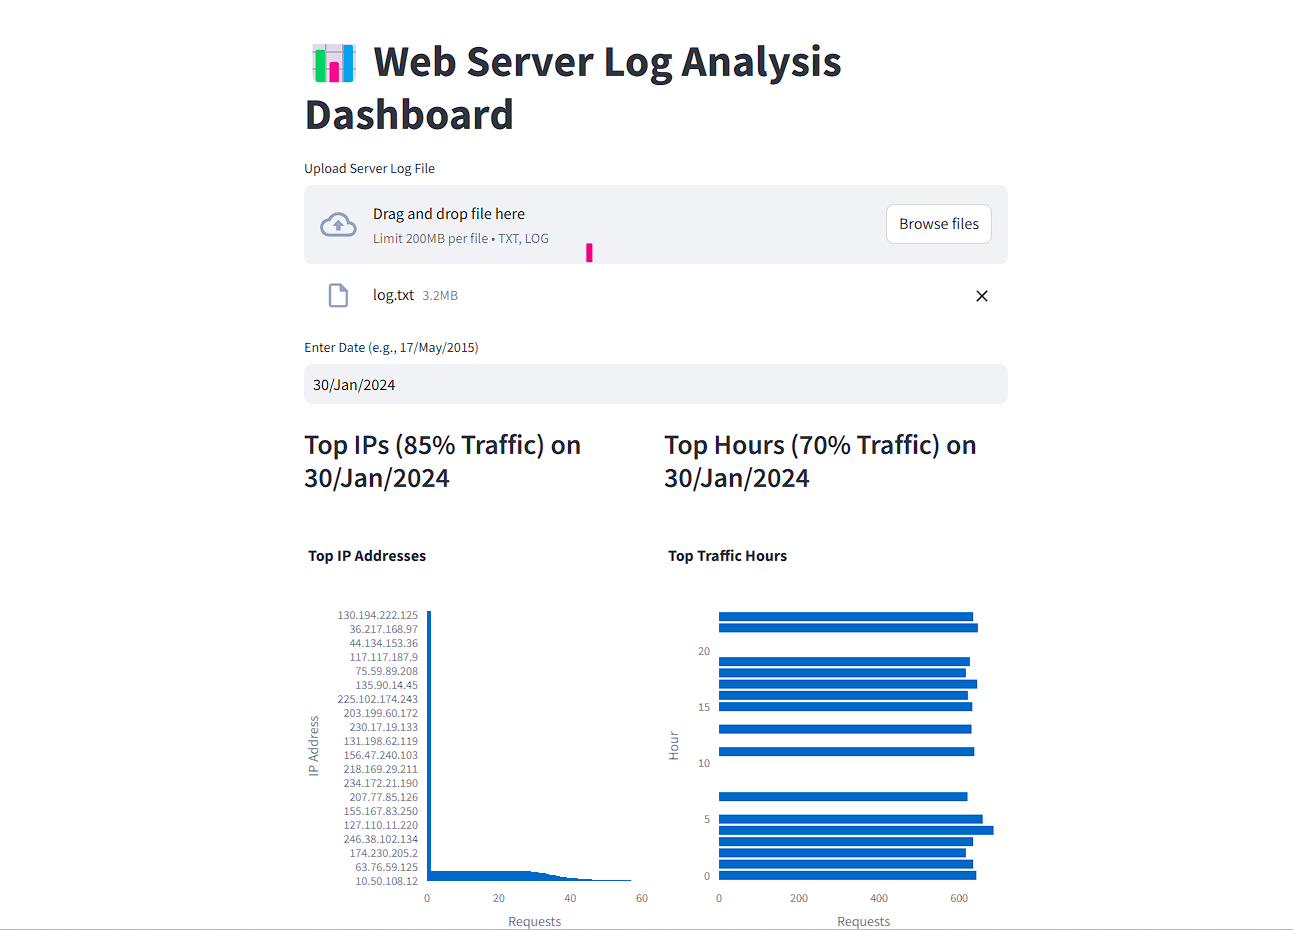 Web Server Log Analysis
Dashboard
Upload Server Log File
Drag and drop file here
Limit 200MB per file • TXT, LOG
Browse files
log.txt 3.2MB
Enter Date (e.g., 17/May/2015)
30/Jan/2024
Top IPs (85% Traffic) on
30/Jan/2024
Top Hours (70% Traffic) on
30/Jan/2024
Top IP Addresses
IP Address
130.194.222.125
36.217.168.97
44.134.153.36
117.117.187.9
75.59.89.208
135.90.14.45
225.102.174.243
203.199.60.172
230.17.19.133
131.198.62.119
156.47.240.103
218.169.29.211
234.172.21.190
207.77.85.126
155.167.83.250
127.110.11.220
246.38.102.134
174.230.205.2
63.76.59.125
10.50.108.12
0 20 40 60
Requests
Top Traffic Hours
Hour
20
15
10
5
0
0 200 400 600
Requests